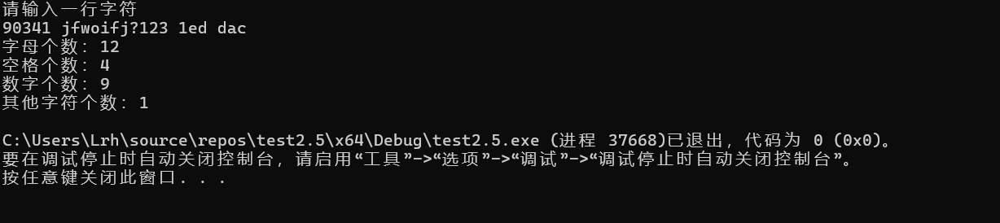 请输入一行字符
90341 jfwoifj?123 1ed dac
字母个数：12
空格个数：4
数字个数：9
其他字符个数：1
C:\Users\Lrh\source\repos\test2.5\x64\Debug\test2.5.exe (进程 37668)已退出，代码为 0 (0x0)。
要在调试停止时自动关闭控制台，请启用“工具”->“选项”->“调试”->“调试停止时自动关闭控制台”。
按任意键关闭此窗口. . .